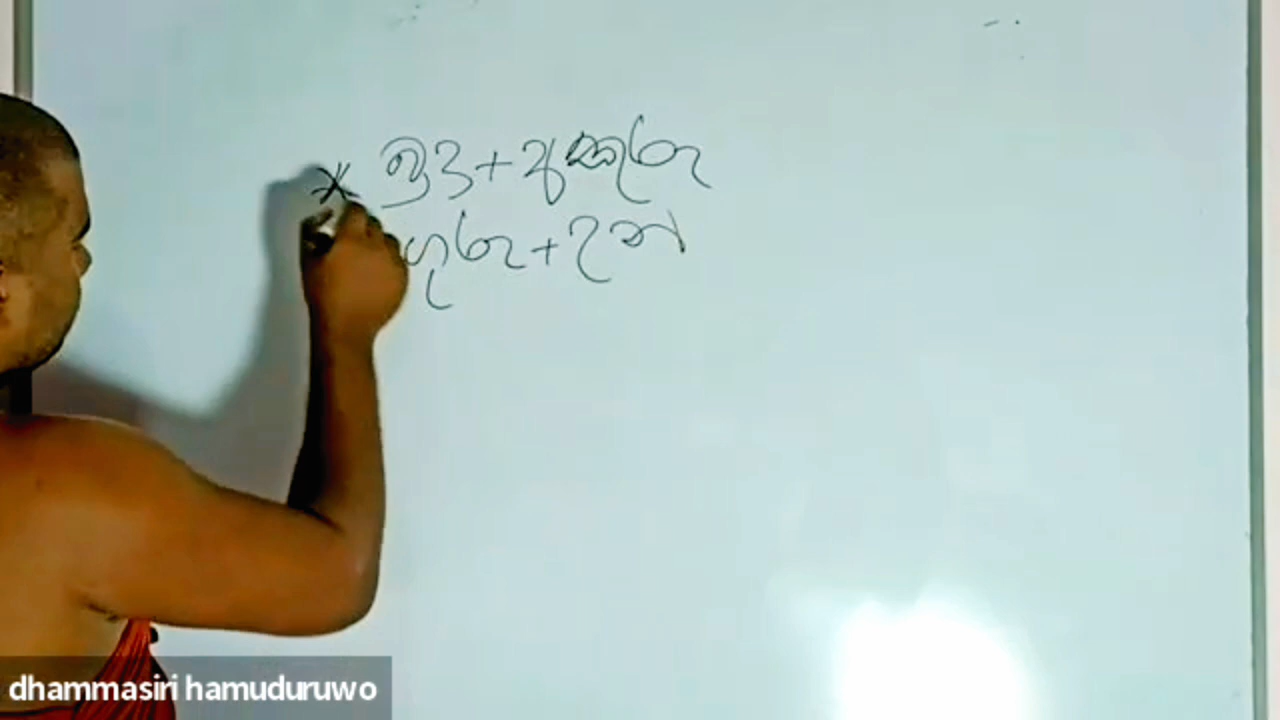 * ඉදු + අකුරු
ගුරු + උන්
dhammasiri hamuduruwo